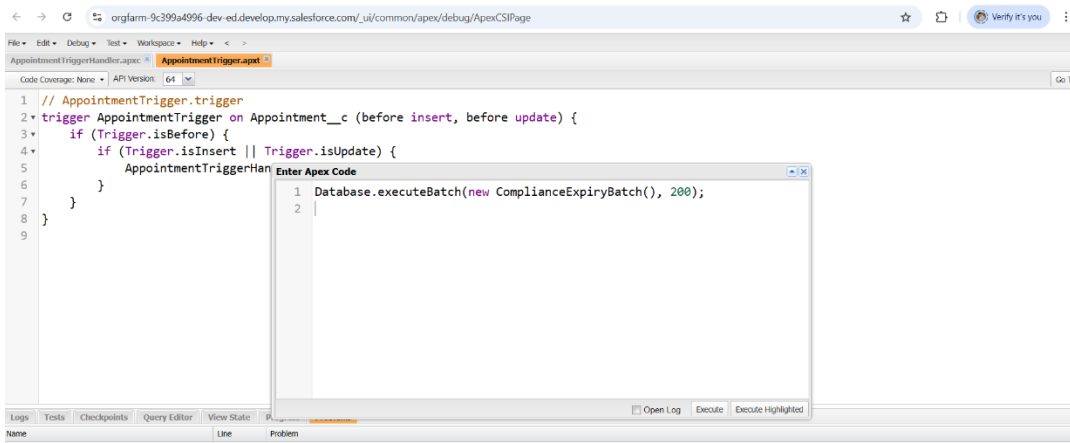 orgfarm-9c399a4996-dev-ed.develop.my.salesforce.com/_ui/common/apex/debug/ApexCSIPage
Verify it's you
File Edit Debug Test Workspace Help < >
AppointmentTriggerHandler.apxc AppointmentTrigger.apxt
Code Coverage: None API Version: 64 Go T
1 // AppointmentTrigger.trigger
2 trigger AppointmentTrigger on Appointment__c (before insert, before update) {
3 if (Trigger.isBefore) {
4 if (Trigger.isInsert || Trigger.isUpdate) {
5 AppointmentTriggerHan
6 }
7 }
8 }
9
Enter Apex Code
1 Database.executeBatch(new ComplianceExpiryBatch(), 200);
2
Open Log Execute Execute Highlighted
Logs Tests Checkpoints Query Editor View State
Name Line Problem